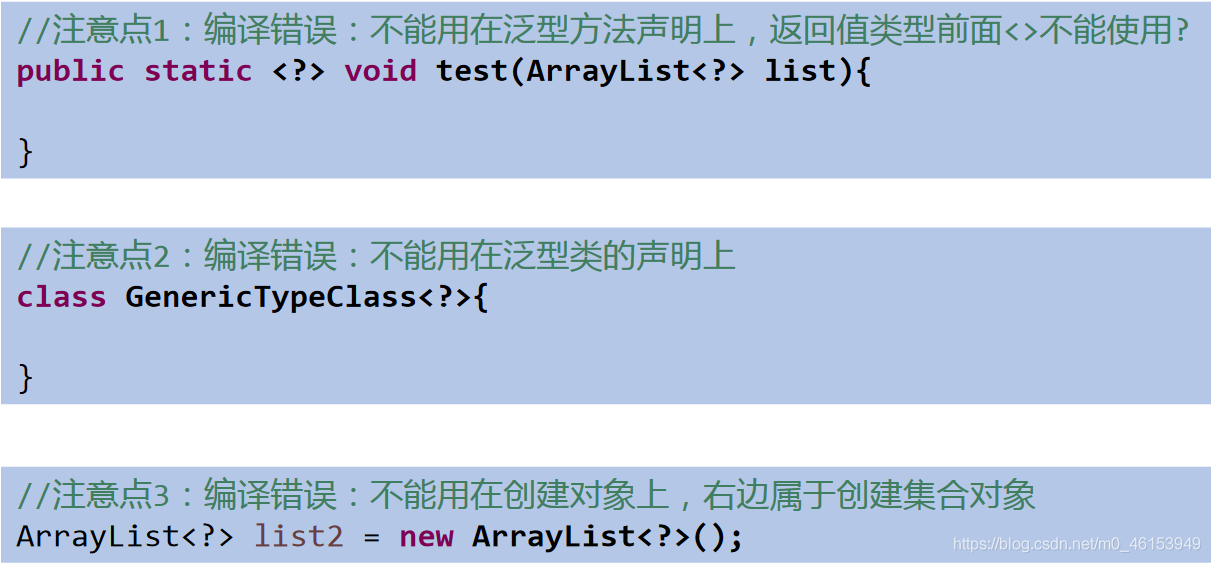 //注意点1：编译错误：不能用在泛型方法声明上，返回值类型前面<>不能使用?
public static <?> void test(ArrayList<?> list){
}
//注意点2：编译错误：不能用在泛型类的声明上
class GenericTypeClass<?>{
}
//注意点3：编译错误：不能用在创建对象上，右边属于创建集合对象
ArrayList<?> list2 = new ArrayList<?>();
https://blog.csdn.net/m0_46153949